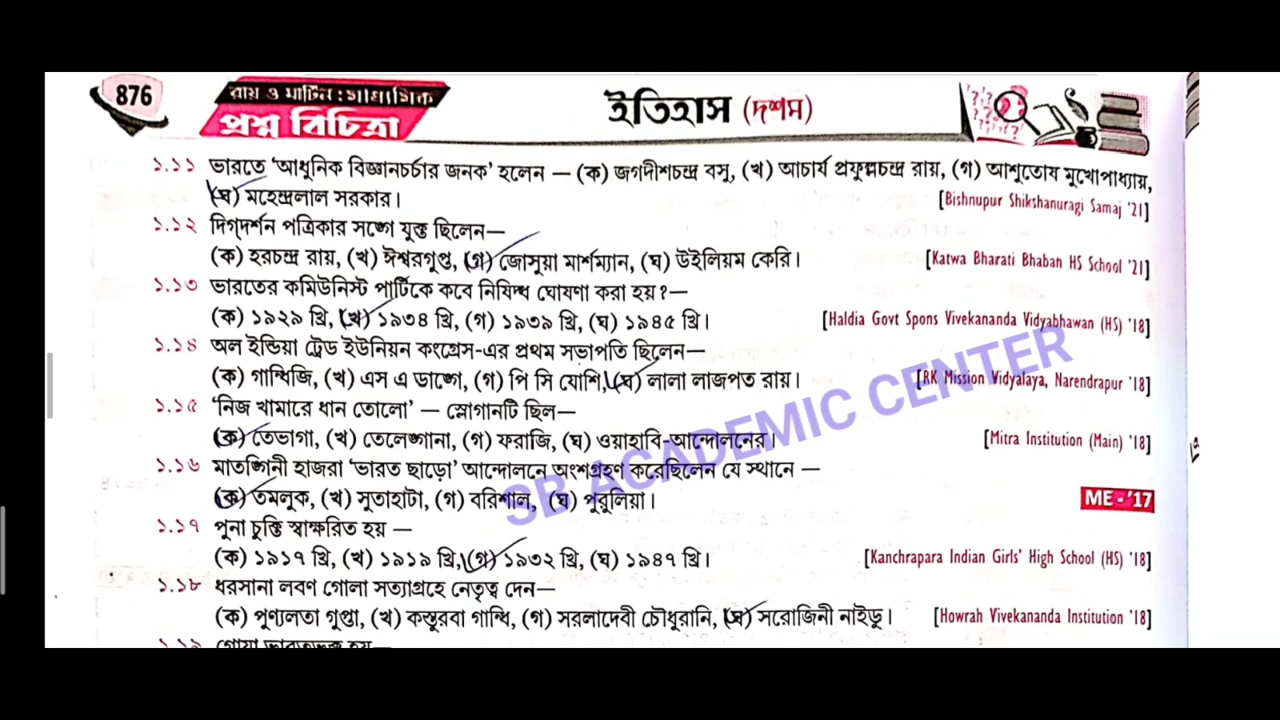 876
রায় ও মার্টিন : মাধ্যমিক
প্রশ্ন বিচিত্রা
ইতিহাস (দশম)
১.১১ ভারতে ‘আধুনিক বিজ্ঞানচর্চার জনক’ হলেন — (ক) জগদীশচন্দ্র বসু, (খ) আচার্য প্রফুল্লচন্দ্র রায়, (গ) আশুতোষ মুখোপাধ্যায়,
(ঘ) মহেন্দ্রলাল সরকার। [Bishnupur Shikshanuragi Samaj '21]
১.১২ দিগ্‌দর্শন পত্রিকার সঙ্গে যুক্ত ছিলেন—
(ক) হরচন্দ্র রায়, (খ) ঈশ্বরগুপ্ত, (গ) জোসুয়া মার্শম্যান, (ঘ) উইলিয়ম কেরি। [Katwa Bharati Bhaban HS School '21]
১.১৩ ভারতের কমিউনিস্ট পার্টিকে কবে নিষিদ্ধ ঘোষণা করা হয়?—
(ক) ১৯২৯ খ্রি, (খ) ১৯৩৪ খ্রি, (গ) ১৯৩৯ খ্রি, (ঘ) ১৯৪৫ খ্রি। [Haldia Govt Spons Vivekananda Vidyabhawan (HS) '18]
১.১৪ অল ইন্ডিয়া ট্রেড ইউনিয়ন কংগ্রেস-এর প্রথম সভাপতি ছিলেন—
(ক) গান্ধিজি, (খ) এস এ ডাঙ্গে, (গ) পি সি যোশি, (ঘ) লালা লাজপত রায়। [RK Mission Vidyalaya, Narendrapur '18]
১.১৫ ‘নিজ খামারে ধান তোলো’ — স্লোগানটি ছিল—
(ক) তেভাগা, (খ) তেলেঙ্গানা, (গ) ফরাজি, (ঘ) ওয়াহাবি-আন্দোলনের। [Mitra Institution (Main) '18]
১.১৬ মাতঙ্গিনী হাজরা ‘ভারত ছাড়ো’ আন্দোলনে অংশগ্রহণ করেছিলেন যে স্থানে —
(ক) তমলুক, (খ) সুতাহাটা, (গ) বরিশাল, (ঘ) পুরুলিয়া। ME - '17
১.১৭ পুনা চুক্তি স্বাক্ষরিত হয় —
(ক) ১৯১৭ খ্রি, (খ) ১৯১৯ খ্রি, (গ) ১৯৩২ খ্রি, (ঘ) ১৯৪৭ খ্রি। [Kanchrapara Indian Girls' High School (HS) '18]
১.১৮ ধরসানা লবণ গোলা সত্যাগ্রহে নেতৃত্ব দেন—
(ক) পুণ্যলতা গুপ্তা, (খ) কস্তুরবা গান্ধি, (গ) সরলাদেবী চৌধুরানি, (ঘ) সরোজিনী নাইডু। [Howrah Vivekananda Institution '18]
১.১৯ গোয়া ভারতভুক্ত হয়—
SB ACADEMIC CENTER